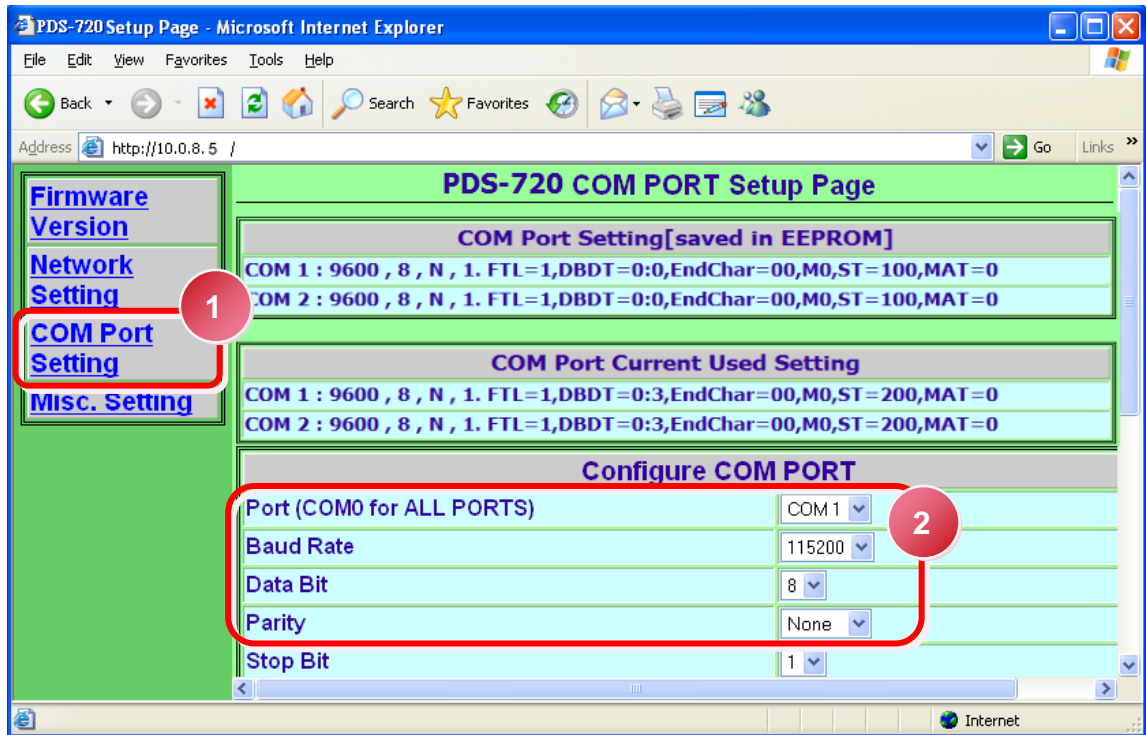 PDS-720 Setup Page - Microsoft Internet Explorer
File Edit View Favorites Tools Help
Back Search Favorites
Address http://10.0.8.5 / Go Links »
Firmware
Version
Network
Setting
1
COM Port
Setting
Misc. Setting
PDS-720 COM PORT Setup Page
COM Port Setting[saved in EEPROM]
COM 1 : 9600 , 8 , N , 1. FTL=1,DBDT=0:0,EndChar=00,M0,ST=100,MAT=0
COM 2 : 9600 , 8 , N , 1. FTL=1,DBDT=0:0,EndChar=00,M0,ST=100,MAT=0
COM Port Current Used Setting
COM 1 : 9600 , 8 , N , 1. FTL=1,DBDT=0:3,EndChar=00,M0,ST=200,MAT=0
COM 2 : 9600 , 8 , N , 1. FTL=1,DBDT=0:3,EndChar=00,M0,ST=200,MAT=0
Configure COM PORT
Port (COM0 for ALL PORTS) COM 1
2
Baud Rate 115200
Data Bit 8
Parity None
Stop Bit 1
Internet